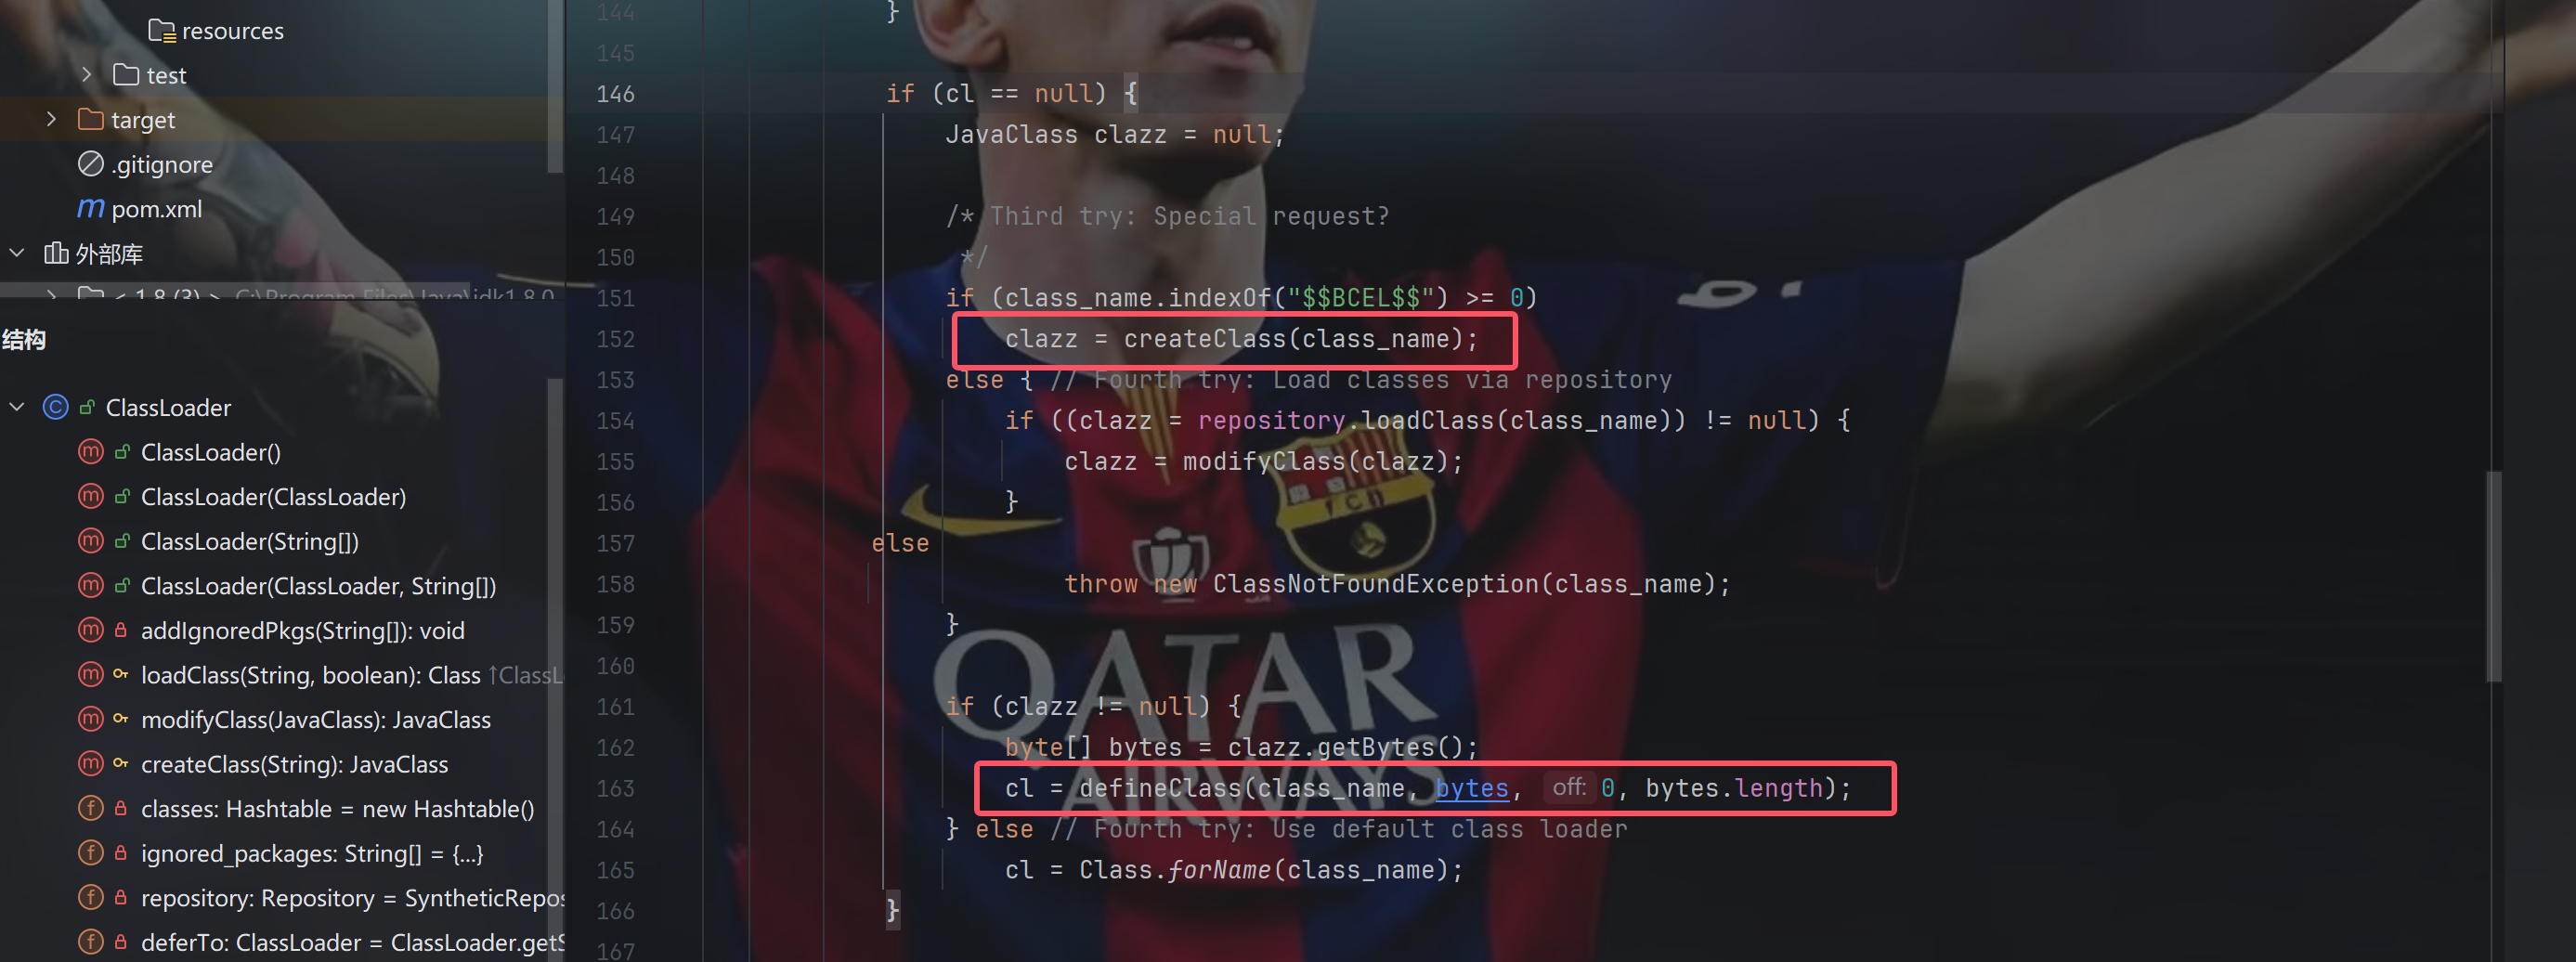 resources
test
target
.gitignore
pom.xml
外部库
< 1.8 (3) > C:\Program Files\Java\jdk1.8.0
结构
ClassLoader
ClassLoader()
ClassLoader(ClassLoader)
ClassLoader(String[])
ClassLoader(ClassLoader, String[])
addIgnoredPkgs(String[]): void
loadClass(String, boolean): Class ↑ClassL
modifyClass(JavaClass): JavaClass
createClass(String): JavaClass
classes: Hashtable = new Hashtable()
ignored_packages: String[] = {...}
repository: Repository = SyntheticRepos
deferTo: ClassLoader = ClassLoader.getS
144 }
145
146 if (cl == null) {
147 JavaClass clazz = null;
148
149 /* Third try: Special request?
150 */
151 if (class_name.indexOf("$$BCEL$$") >= 0)
152 clazz = createClass(class_name);
153 else { // Fourth try: Load classes via repository
154 if ((clazz = repository.loadClass(class_name)) != null) {
155 clazz = modifyClass(clazz);
156 }
157 else
158 throw new ClassNotFoundException(class_name);
159 }
160
161 if (clazz != null) {
162 byte[] bytes = clazz.getBytes();
163 cl = defineClass(class_name, bytes, off: 0, bytes.length);
164 } else // Fourth try: Use default class loader
165 cl = Class.forName(class_name);
166 }
167
FCB
QATAR
AIRWAYS